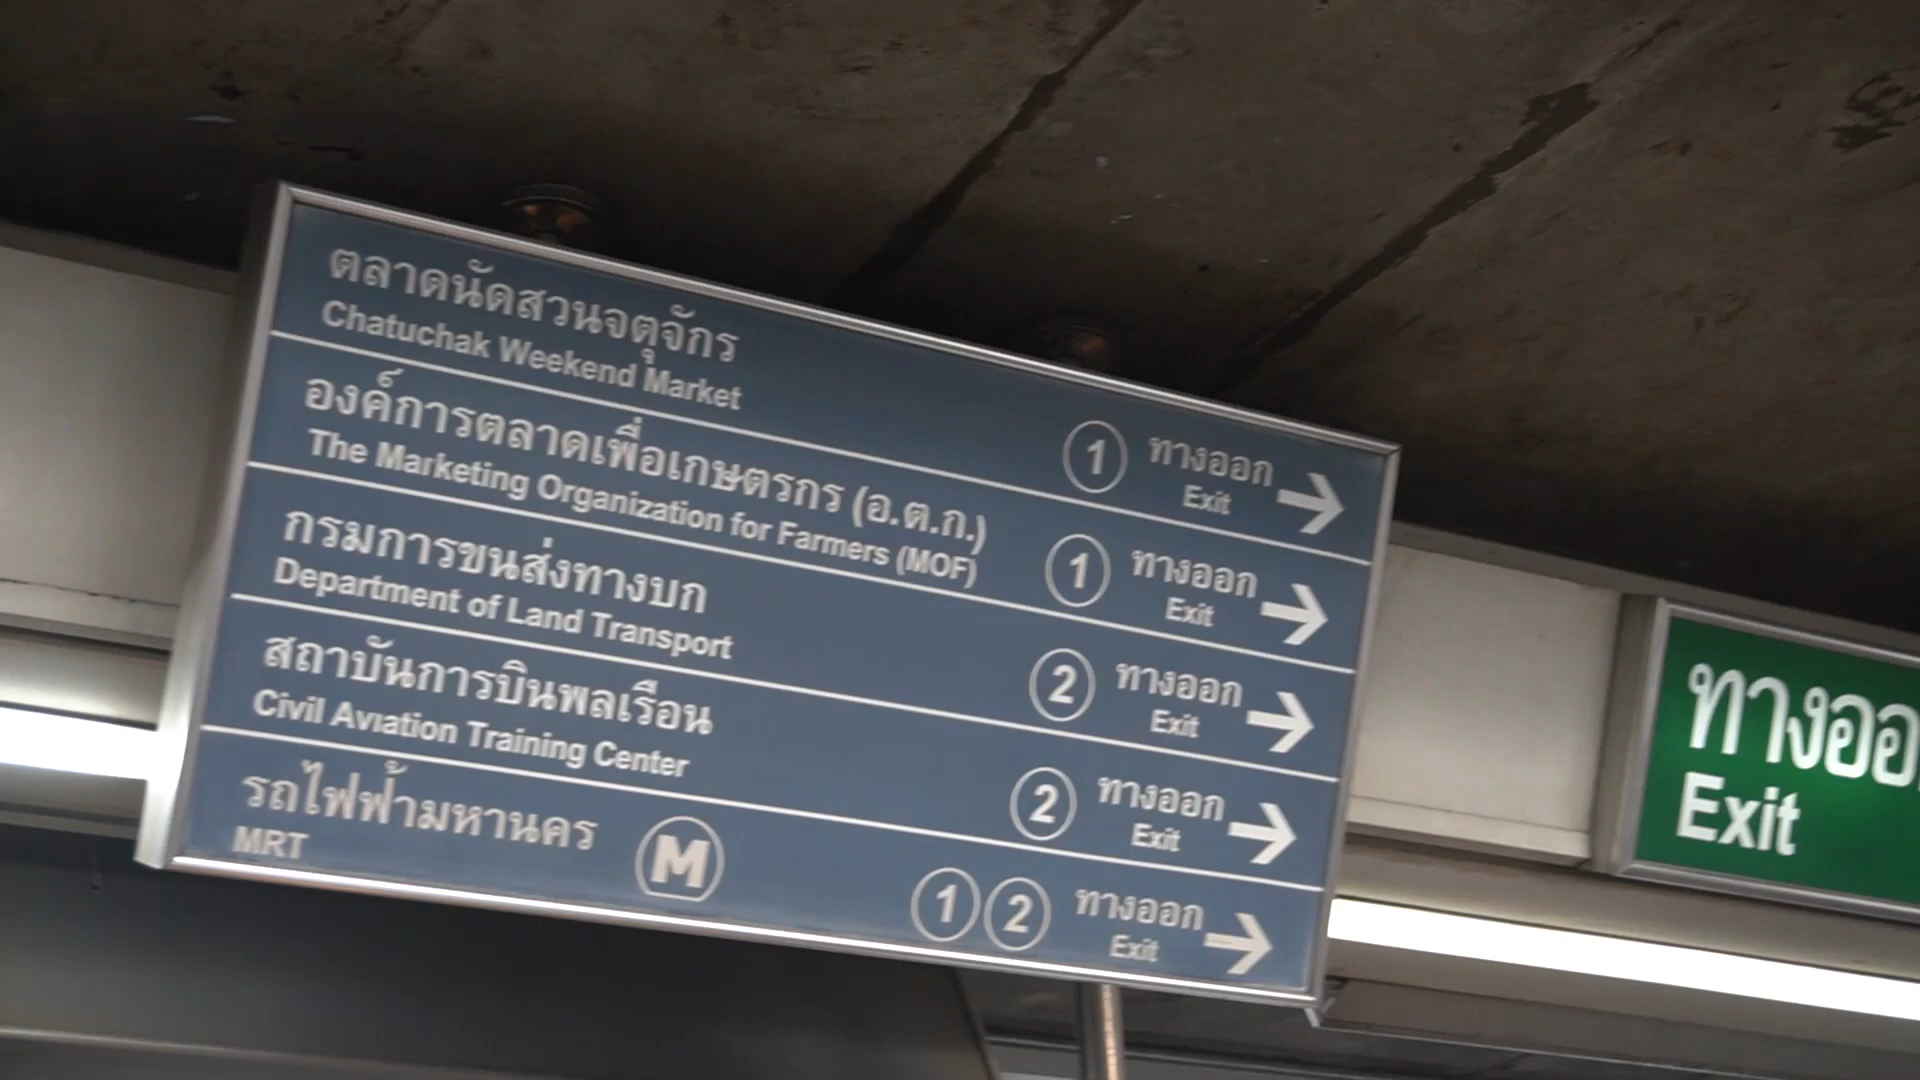 ตลาดนัดสวนจตุจักร
Chatuchak Weekend Market
1 ทางออก
Exit
องค์การตลาดเพื่อเกษตรกร (อ.ต.ก.)
The Marketing Organization for Farmers (MOF)
1 ทางออก
Exit
กรมการขนส่งทางบก
Department of Land Transport
2 ทางออก
Exit
สถาบันการบินพลเรือน
Civil Aviation Training Center
2 ทางออก
Exit
รถไฟฟ้ามหานคร
MRT
M
1 2 ทางออก
Exit
ทางออ
Exit